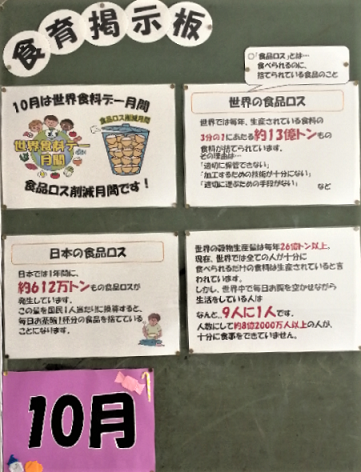 食育掲示板
○「食品ロス」とは…
食べられるのに、
捨てられている食品のこと
10月は世界食料デー月間
食品ロス削減月間
世界食料デー
月間
食品ロス削減月間です！
世界の食品ロス
世界では毎年、生産されている食料の
3分の1にあたる約13億トンもの
食料が捨てられています。
その理由は…
「適切に保管できない」
「加工するための技術が十分にない」
「適切に運ぶための手段がない」 など
日本の食品ロス
日本では1年間に、
約612万トンもの食品ロスが
発生しています。
この量を国民1人当たりに換算すると、
毎日お茶碗1杯分の食品を捨てている
ことになります。
世界の穀物生産量は毎年26億トン以上。
現在、世界では全ての人が十分に
食べられるだけの食料は生産されていると言
われています。
しかし、世界中で毎日お腹を空かせながら
生活をしている人は
なんと、9人に1人です。
人数にして約8億2000万人以上の人が、
十分に食事をできていません。
10月